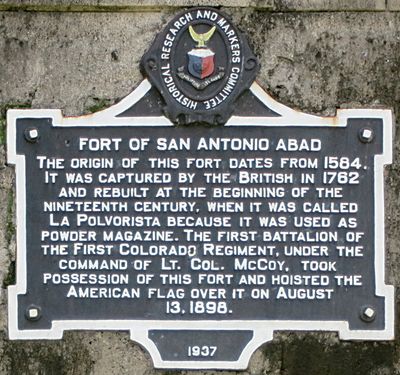 HISTORICAL RESEARCH AND MARKERS COMMITTEE
FORT OF SAN ANTONIO ABAD
THE ORIGIN OF THIS FORT DATES FROM 1584.
IT WAS CAPTURED BY THE BRITISH IN 1762
AND REBUILT AT THE BEGINNING OF THE
NINETEENTH CENTURY, WHEN IT WAS CALLED
LA POLVORISTA BECAUSE IT WAS USED AS
POWDER MAGAZINE. THE FIRST BATTALION OF
THE FIRST COLORADO REGIMENT, UNDER THE
COMMAND OF LT. COL. MCCOY, TOOK
POSSESSION OF THIS FORT AND HOISTED THE
AMERICAN FLAG OVER IT ON AUGUST
13, 1898.
1937